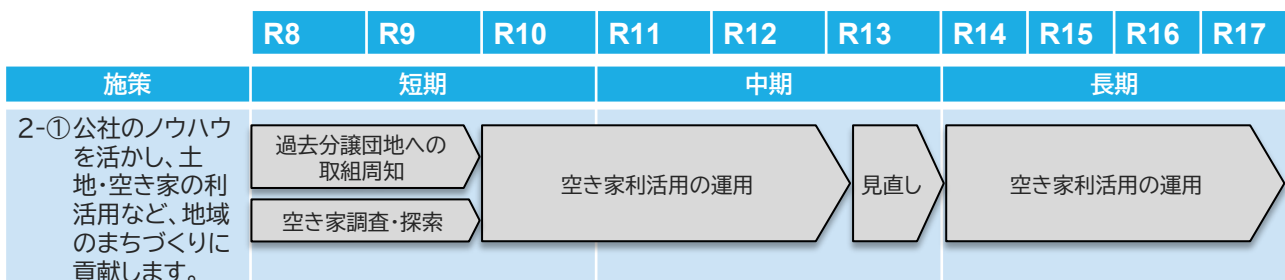 R8 R9 R10 R11 R12 R13 R14 R15 R16 R17
施策 短期 中期 長期
2-①公社のノウハウ
を活かし、土
地・空き家の利
活用など、地域
のまちづくりに
貢献します。
過去分譲団地への
取組周知
空き家調査・探索
空き家利活用の運用
見直し
空き家利活用の運用